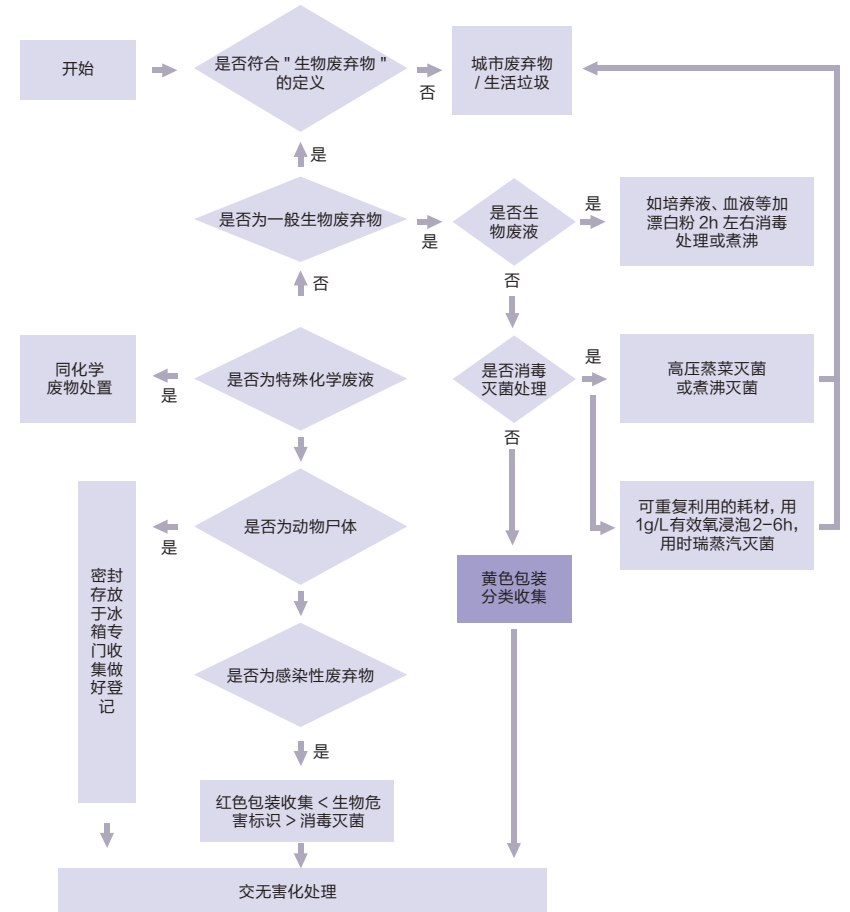 开始
是否符合 " 生物废弃物 "
的定义
否
城市废弃物
/ 生活垃圾
是
是否为一般生物废弃物
是
是否生
物废液
是
如培养液、血液等加
漂白粉 2h 左右消毒
处理或煮沸
否
否
同化学
废物处置
是
是否为特殊化学废液
是否消毒
灭菌处理
是
高压蒸菜灭菌
或煮沸灭菌
否
可重复利用的耗材, 用
1g/L有效氧浸泡2-6h,
用时瑞蒸汽灭菌
是否为动物尸体
是
密封
存放
于冰
箱专
门收
集做
好登
记
黄色包装
分类收集
是否为感染性废弃物
是
红色包装收集 < 生物危
害标识 > 消毒灭菌
交无害化处理